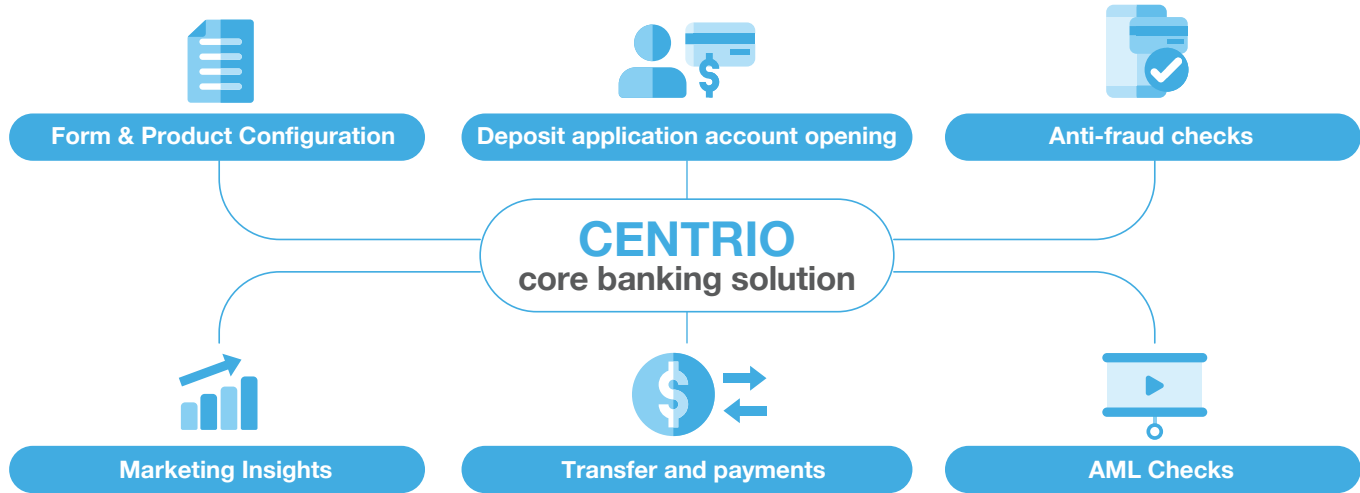 Form & Product Configuration
Deposit application account opening
Anti-fraud checks
CENTRIO
core banking solution
Marketing Insights
Transfer and payments
AML Checks